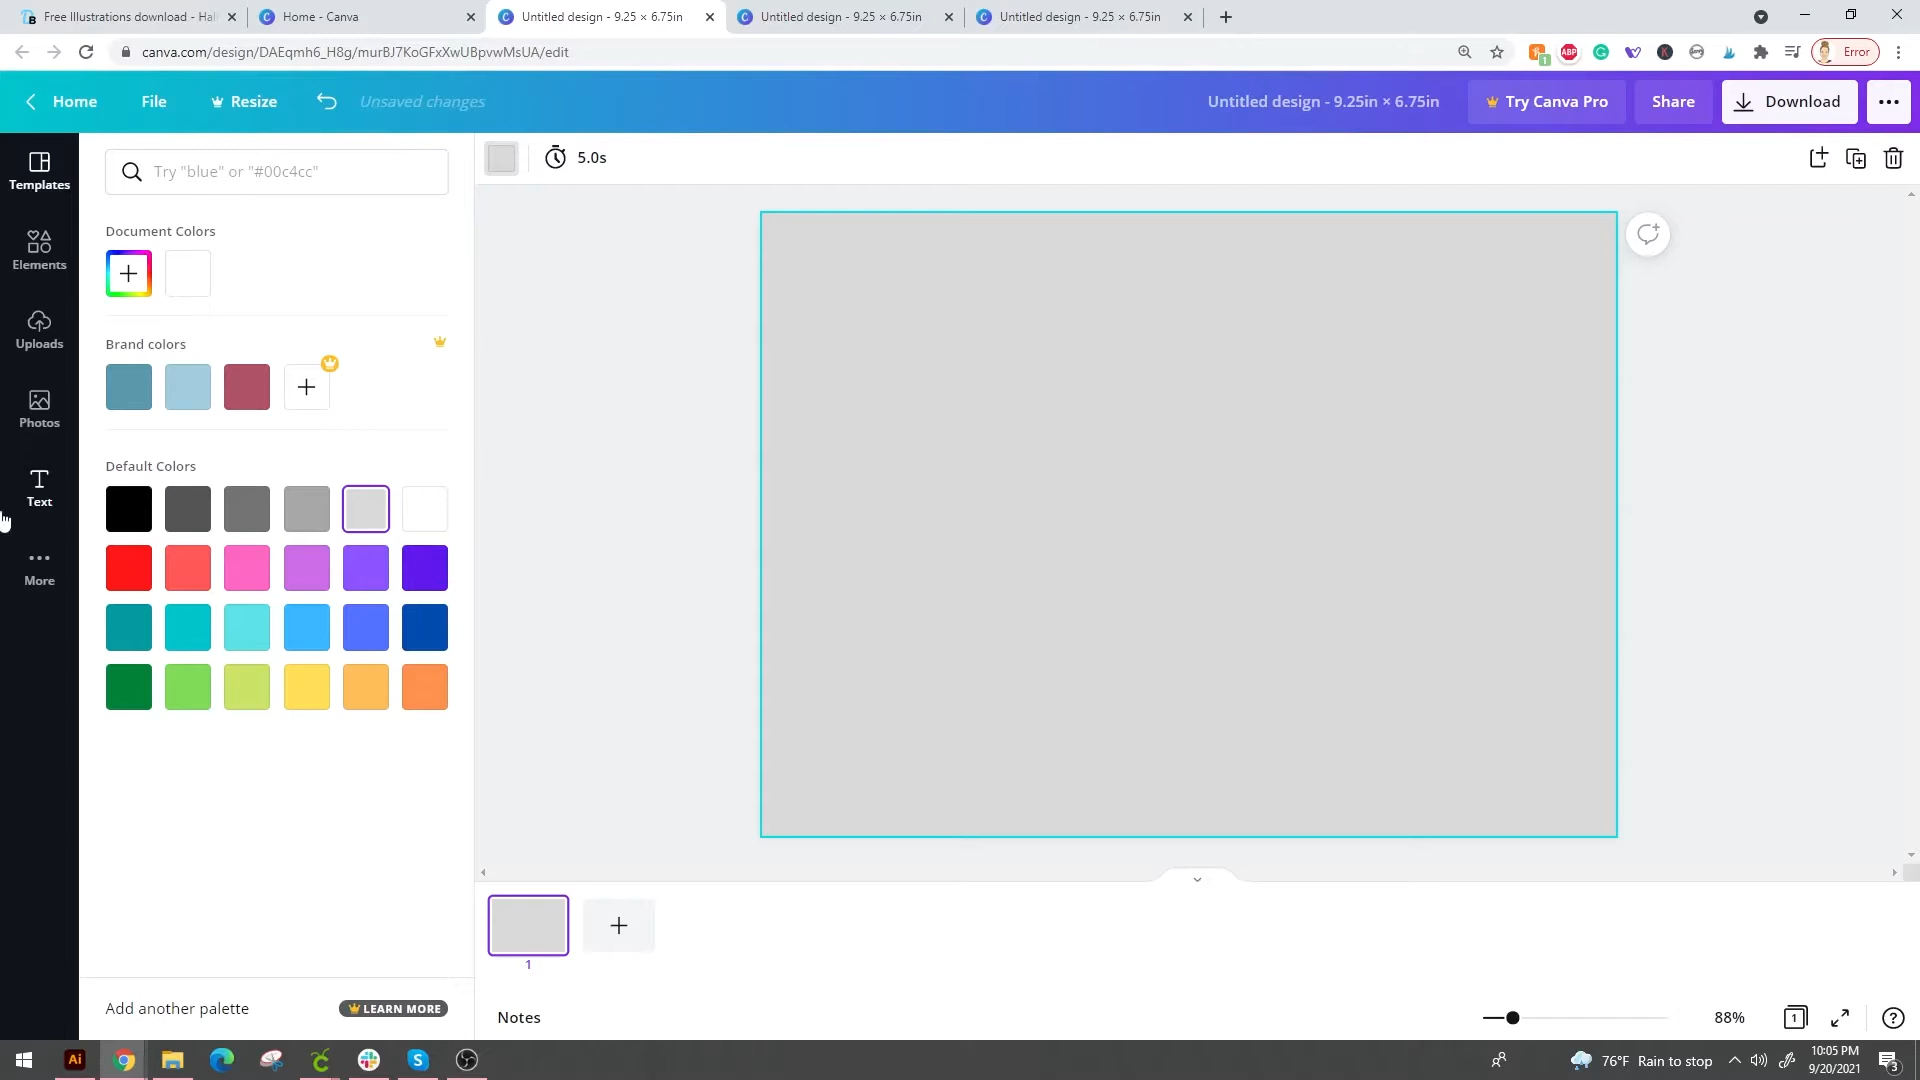 Free Illustrations download - Hal
Home - Canva
Untitled design - 9.25 × 6.75in
Untitled design - 9.25 × 6.75in
Untitled design - 9.25 × 6.75in
canva.com/design/DAEqmh6_H8g/murBJ7KoGFxXwUBpvwMsUA/edit
1
ABP
Error
Home
File
Resize
Unsaved changes
Untitled design - 9.25in × 6.75in
Try Canva Pro
Share
Download
Templates
Elements
Uploads
Photos
Text
More
Try "blue" or "#00c4cc"
Document Colors
Brand colors
Default Colors
Add another palette
LEARN MORE
5.0s
1
Notes
88%
1
?
Ai
76°F Rain to stop
10:05 PM
9/20/2021
3